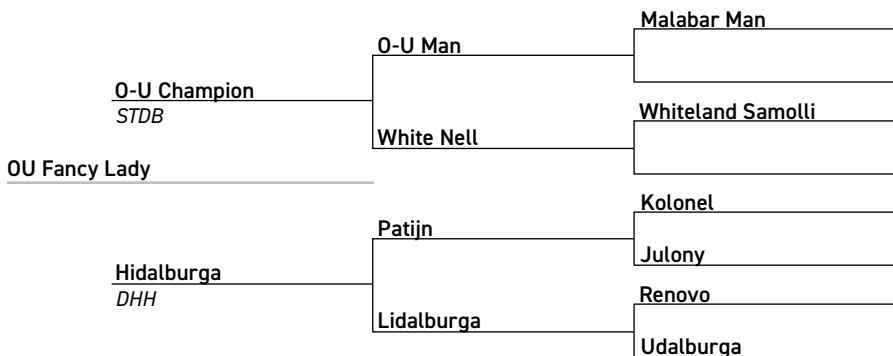 Malabar Man
O-U Man
O-U Champion
STDB
Whiteland Samolli
White Nell
OU Fancy Lady
Kolonel
Patijn
Julony
Hidalburga
DHH
Renovo
Lidalburga
Udalburga